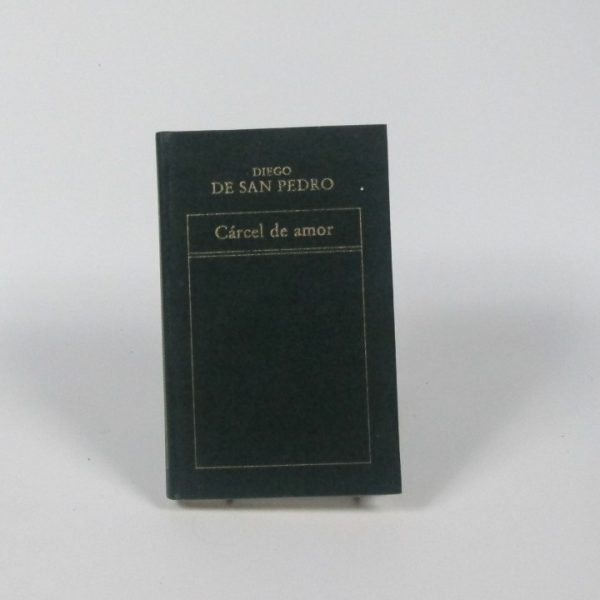 DIEGO
DE SAN PEDRO
Cárcel de amor